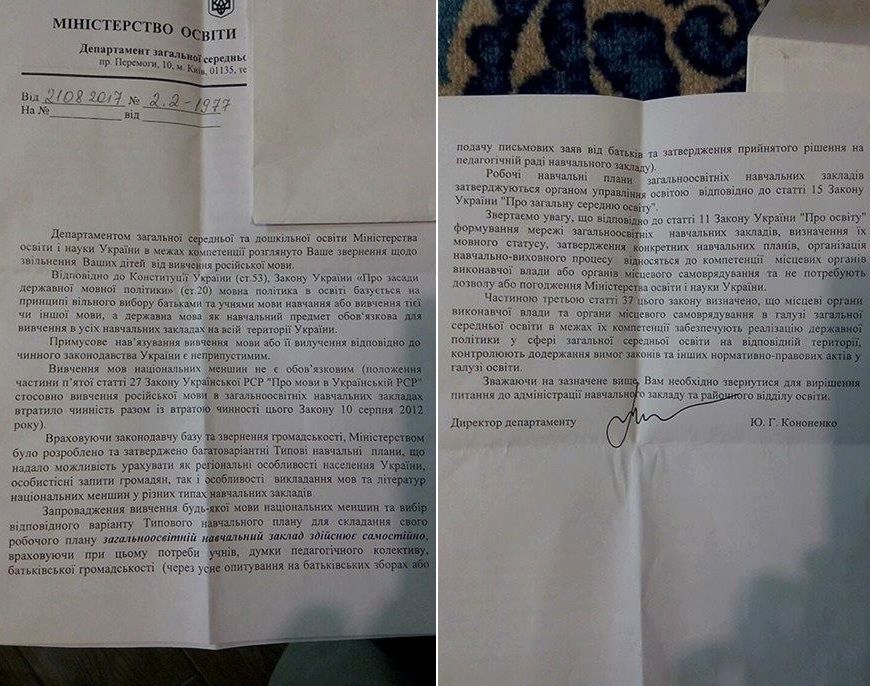 МІНІСТЕРСТВО ОСВІТИ
Департамент загальної середньо
пр. Перемоги, 10, м. Київ, 01135, те
Від 21082017 № 2.2-1977
На № від
Департаментом загальної середньої та дошкільної освіти Міністерства
освіти і науки України в межах компетенції розглянуто Ваше звернення щодо
звільнення Ваших дітей від вивчення російської мови.
Відповідно до Конституції України (ст.53), Закону України «Про засади
державної мовної політики» (ст.20) мовна політика в освіті базується на
принципі вільного вибору батьками та учнями мови навчання або вивчення тієї
чи іншої мови, а державна мова як навчальний предмет обов'язкова для
вивчення в усіх навчальних закладах на всій території України.
Примусове нав'язування вивчення мови або її вилучення відповідно до
чинного законодавства України є неприпустимим.
Вивчення мов національних меншин не є обов'язковим (положення
частини п'ятої статті 27 Закону Української РСР "Про мови в Українській РСР"
стосовно вивчення російської мови в загальноосвітніх навчальних закладах
втратило чинність разом із втратою чинності цього Закону 10 серпня 2012
року).
Враховуючи законодавчу базу та звернення громадськості, Міністерством
було розроблено та затверджено багатоваріантні Типові навчальні плани, що
надало можливість урахувати як регіональні особливості населення України,
особистісні запити громадян, так і особливості викладання мов та літератур
національних меншин у різних типах навчальних закладів
Запровадження вивчення будь-якої мови національних меншин та вибір
відповідного варіанту Типового навчального плану для складання свого
робочого плану загальноосвітній навчальний заклад здійснює самостійно,
враховуючи при цьому потреби учнів, думки педагогічного колективу,
батьківської громадськості (через усне опитування на батьківських зборах або
подачу письмових заяв від батьків та затвердження прийнятого рішення на
педагогічній раді навчального закладу).
Робочі навчальні плани загальноосвітніх навчальних закладів
затверджуються органом управління освітою відповідно до статті 15 Закону
України "Про загальну середню освіту".
Звертаємо увагу, що відповідно до статті 11 Закону України "Про освіту"
формування мережі загальноосвітніх навчальних закладів, визначення їх
мовного статусу, затвердження конкретних навчальних планів, організація
навчально-виховного процесу відносяться до компетенції місцевих органів
виконавчої влади або органів місцевого самоврядування та не потребують
дозволу або погодження Міністерства освіти і науки України.
Частиною третьою статті 37 цього закону визначено, що місцеві органи
виконавчої влади та органи місцевого самоврядування в галузі загальної
середньої освіти в межах їх компетенції забезпечують реалізацію державної
політики у сфері загальної середньої освіти на відповідній території,
контролюють додержання вимог законів та інших нормативно-правових актів у
галузі освіти.
Зважаючи на зазначене вище, Вам необхідно звернутися для вирішення
питання до адміністрації навчального закладу та районного відділу освіти.
Директор департаменту Ю. Г. Кононенко